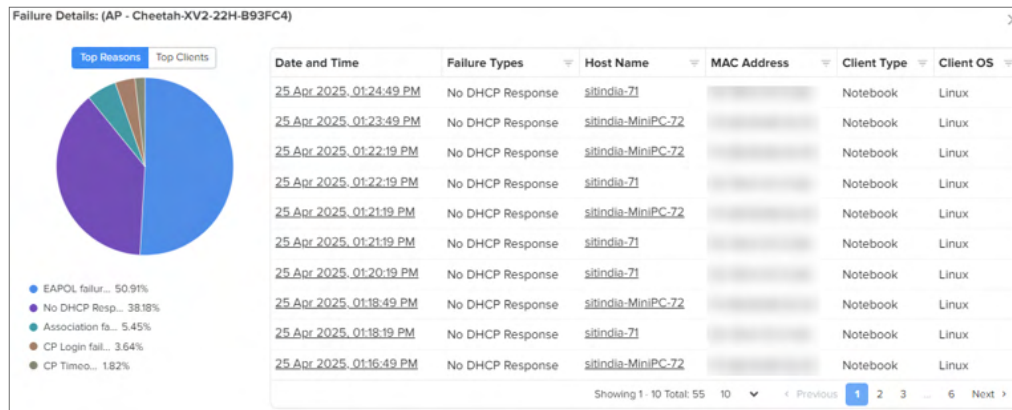 Failure Details: (AP - Cheetah-XV2-22H-B93FC4)
Top Reasons Top Clients
EAPOL failur... 50.91%
No DHCP Resp... 38.18%
Association fa... 5.45%
CP Login fail... 3.64%
CP Timeo... 1.82%
Date and Time Failure Types Host Name MAC Address Client Type Client OS
25 Apr 2025, 01:24:49 PM No DHCP Response sitindia-71 Notebook Linux
25 Apr 2025, 01:23:49 PM No DHCP Response sitindia-MiniPC-72 Notebook Linux
25 Apr 2025, 01:22:19 PM No DHCP Response sitindia-MiniPC-72 Notebook Linux
25 Apr 2025, 01:22:19 PM No DHCP Response sitindia-71 Notebook Linux
25 Apr 2025, 01:21:19 PM No DHCP Response sitindia-MiniPC-72 Notebook Linux
25 Apr 2025, 01:21:19 PM No DHCP Response sitindia-71 Notebook Linux
25 Apr 2025, 01:20:19 PM No DHCP Response sitindia-71 Notebook Linux
25 Apr 2025, 01:18:49 PM No DHCP Response sitindia-MiniPC-72 Notebook Linux
25 Apr 2025, 01:18:19 PM No DHCP Response sitindia-71 Notebook Linux
25 Apr 2025, 01:16:49 PM No DHCP Response sitindia-MiniPC-72 Notebook Linux
Showing 1 - 10 Total: 55 10 < Previous 1 2 3 ... 6 Next >